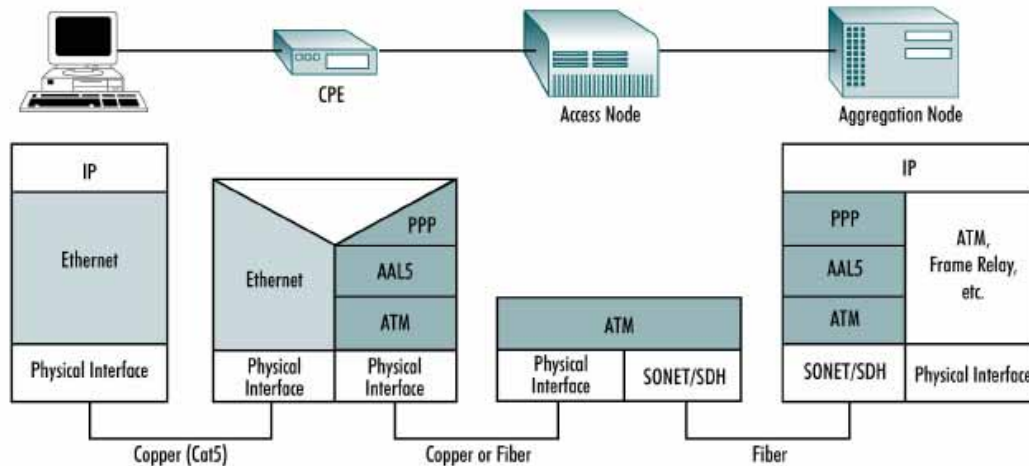 CPE
Access Node
Aggregation Node
IP
Ethernet
Physical Interface
Ethernet
PPP
AAL5
ATM
Physical
Interface
Physical
Interface
ATM
Physical
Interface
SONET/SDH
IP
PPP
AAL5
ATM
ATM,
Frame Relay,
etc.
SONET/SDH
Physical Interface
Copper (Cat5)
Copper or Fiber
Fiber